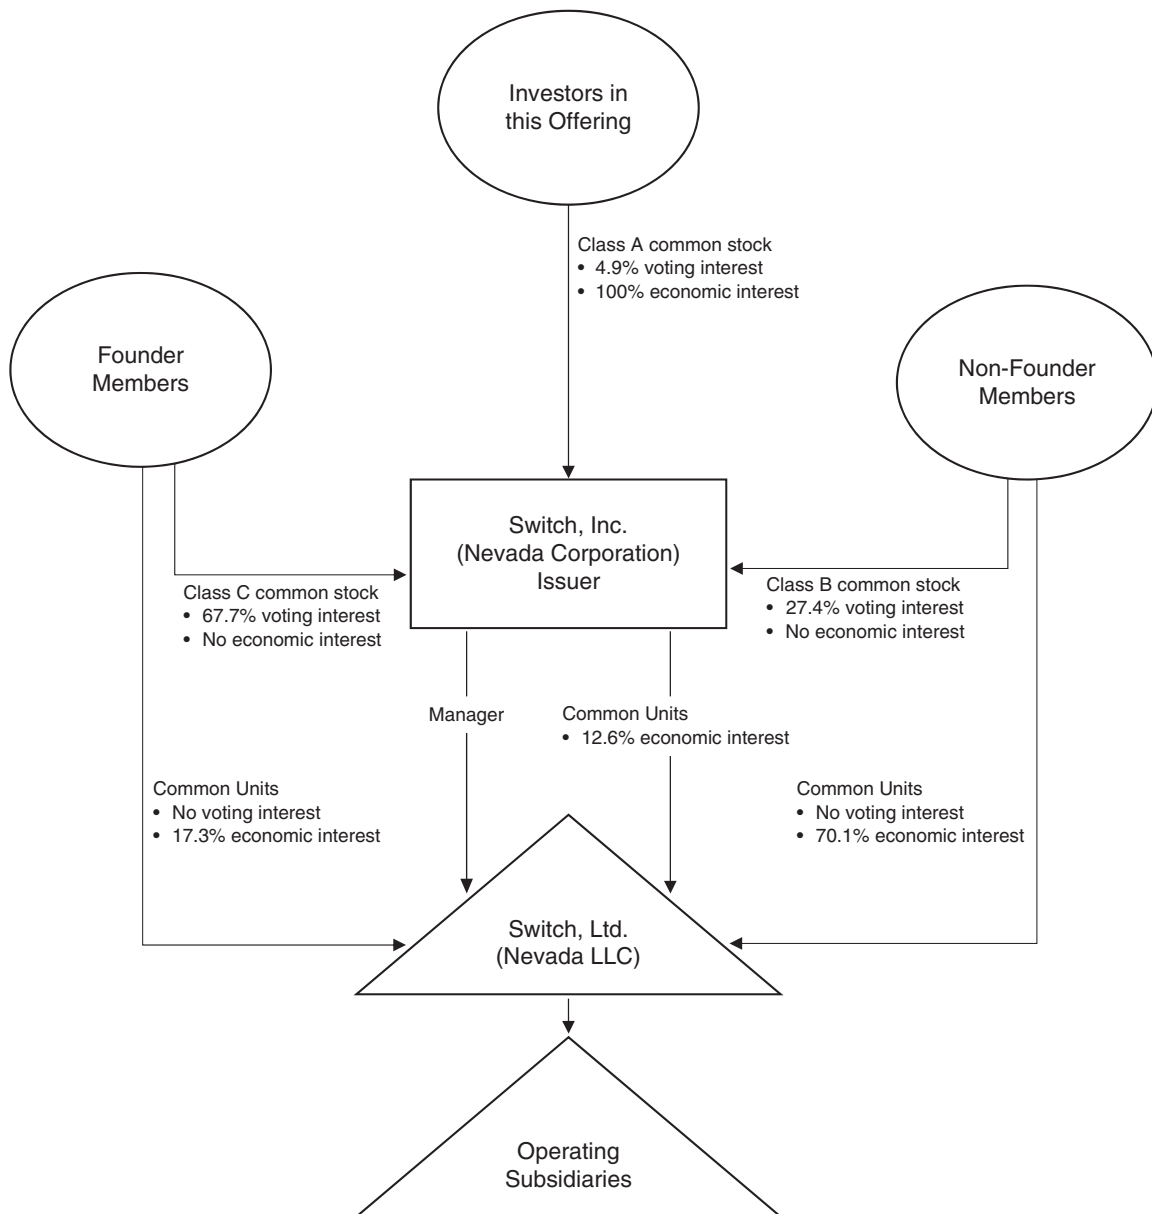 Investors in
this Offering
Class A common stock
• 4.9% voting interest
• 100% economic interest
Founder
Members
Non-Founder
Members
Switch, Inc.
(Nevada Corporation)
Issuer
Class C common stock
• 67.7% voting interest
• No economic interest
Class B common stock
• 27.4% voting interest
• No economic interest
Manager
Common Units
• 12.6% economic interest
Common Units
• No voting interest
• 17.3% economic interest
Common Units
• No voting interest
• 70.1% economic interest
Switch, Ltd.
(Nevada LLC)
Operating
Subsidiaries